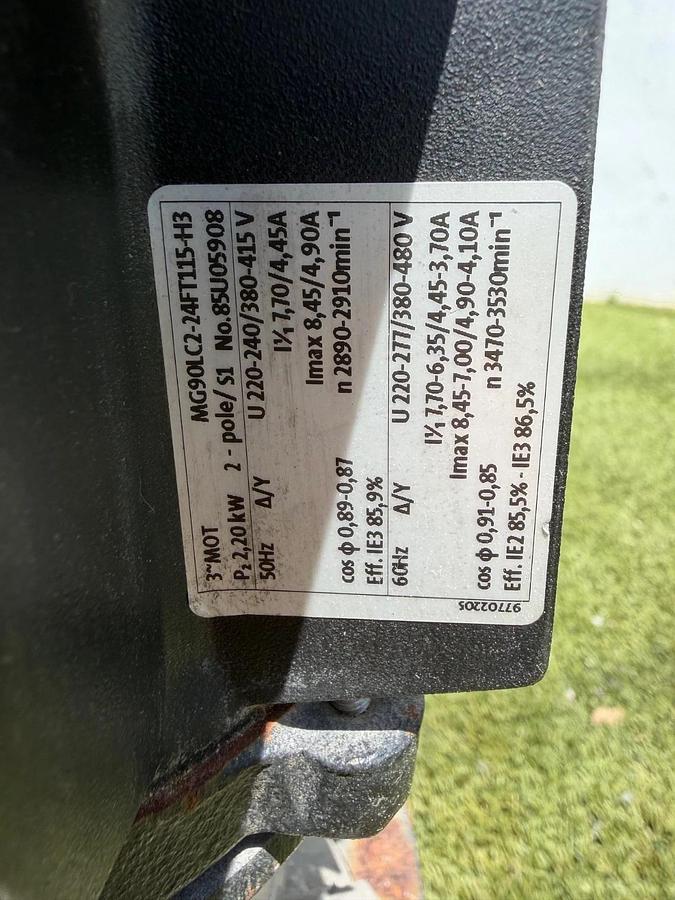 3~MOT MG90LC2-24FT115-H3
P₂ 2,20 kW 2 - pole/ S1 No.85U05908
50Hz Δ/Y U 220-240/380-415 V
I¹/₁ 7,70/4,45A
Imax 8,45/4,90A
cos φ 0,89-0,87 n 2890-2910min⁻¹
Eff. IE3 85,9%
60Hz Δ/Y U 220-277/380-480 V
I¹/₁ 7,70-6,35/4,45-3,70A
Imax 8,45-7,00/4,90-4,10A
cos φ 0,91-0,85 n 3470-3530min⁻¹
Eff. IE2 85,5% - IE3 86,5%
97702205